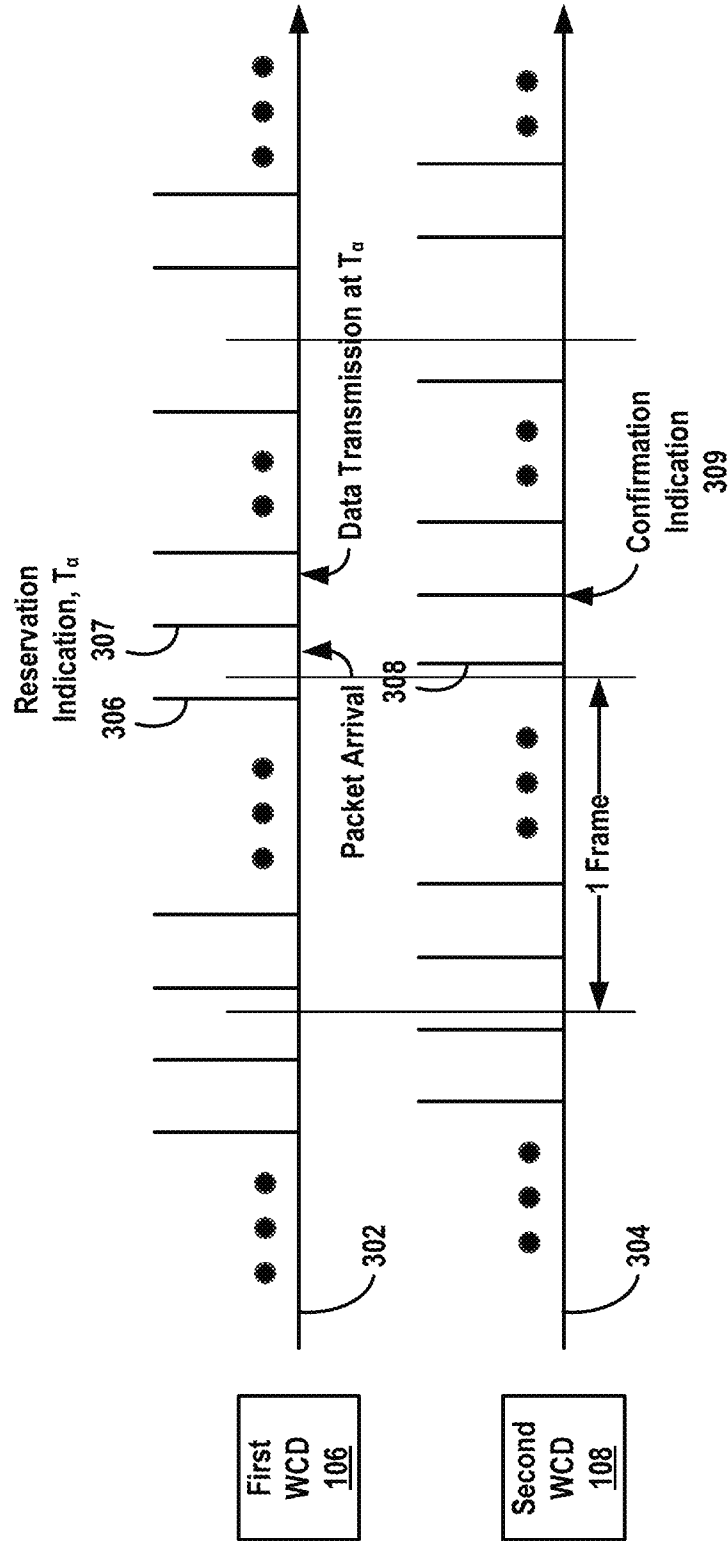 First
WCD
106
302
Packet Arrival
306
307
Reservation
Indication, Tα
Data Transmission at Tα
Second
WCD
108
304
1 Frame
308
Confirmation
Indication
309